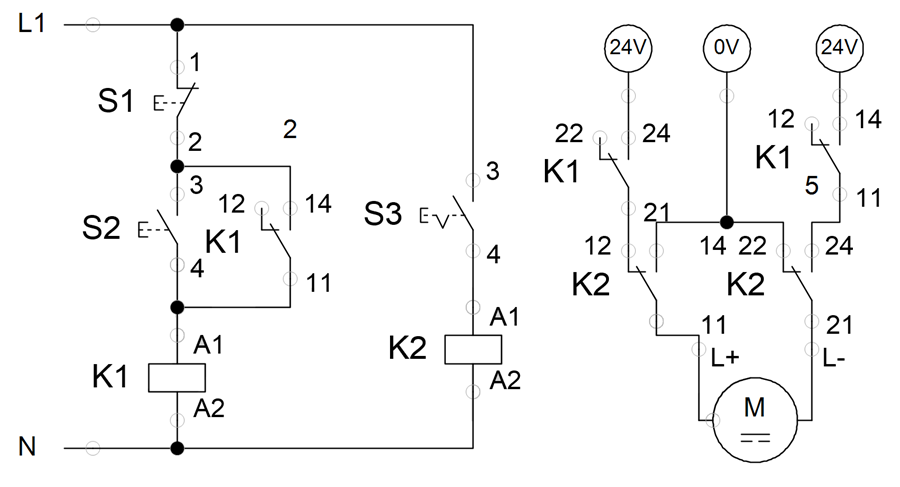 L1
24V 0V 24V
1
S1
2
2
12 14
22 24
K1 K1
3
3
5
11
12 14
S2 K1
S3
21
4
11
4
12 14 22 24
K2 K2
A1
A1
11 21
K1
K2
L+ L-
A2
A2
M
N